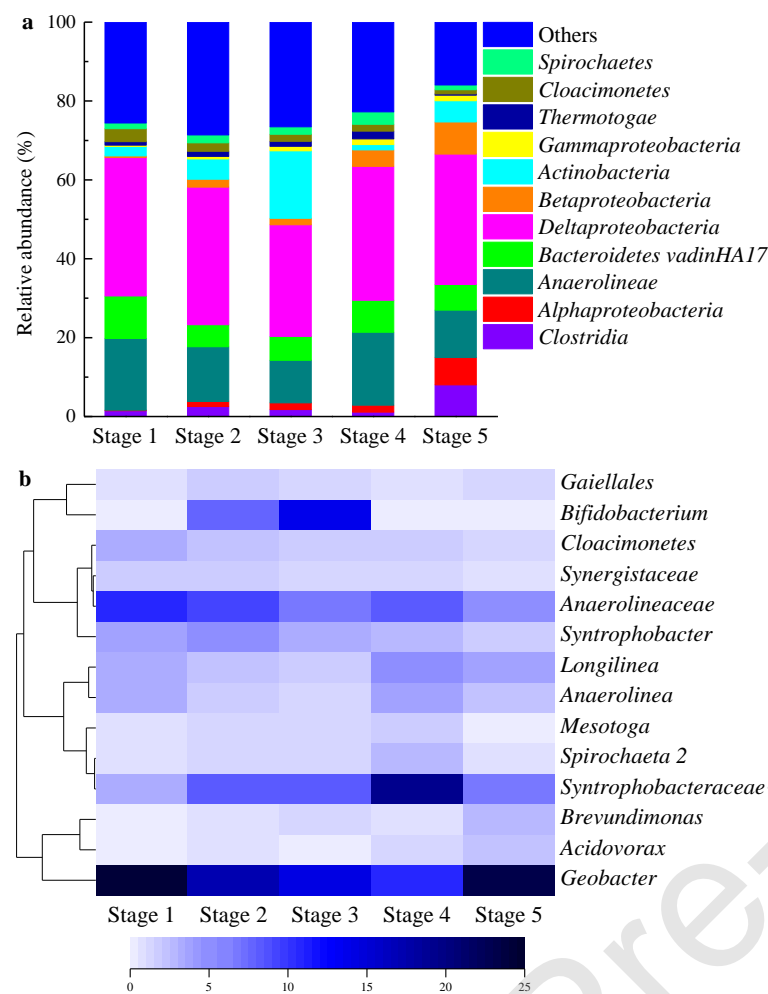 a
Relative abundance (%)
100
80
60
40
20
0
Stage 1 Stage 2 Stage 3 Stage 4 Stage 5
Others
Spirochaetes
Cloacimonetes
Thermotogae
Gammaproteobacteria
Actinobacteria
Betaproteobacteria
Deltaproteobacteria
Bacteroidetes vadinHA17
Anaerolineae
Alphaproteobacteria
Clostridia
b
Gaiellales
Bifidobacterium
Cloacimonetes
Synergistaceae
Anaerolineaceae
Syntrophobacter
Longilinea
Anaerolinea
Mesotoga
Spirochaeta 2
Syntrophobacteraceae
Brevundimonas
Acidovorax
Geobacter
Stage 1 Stage 2 Stage 3 Stage 4 Stage 5
0 5 10 15 20 25